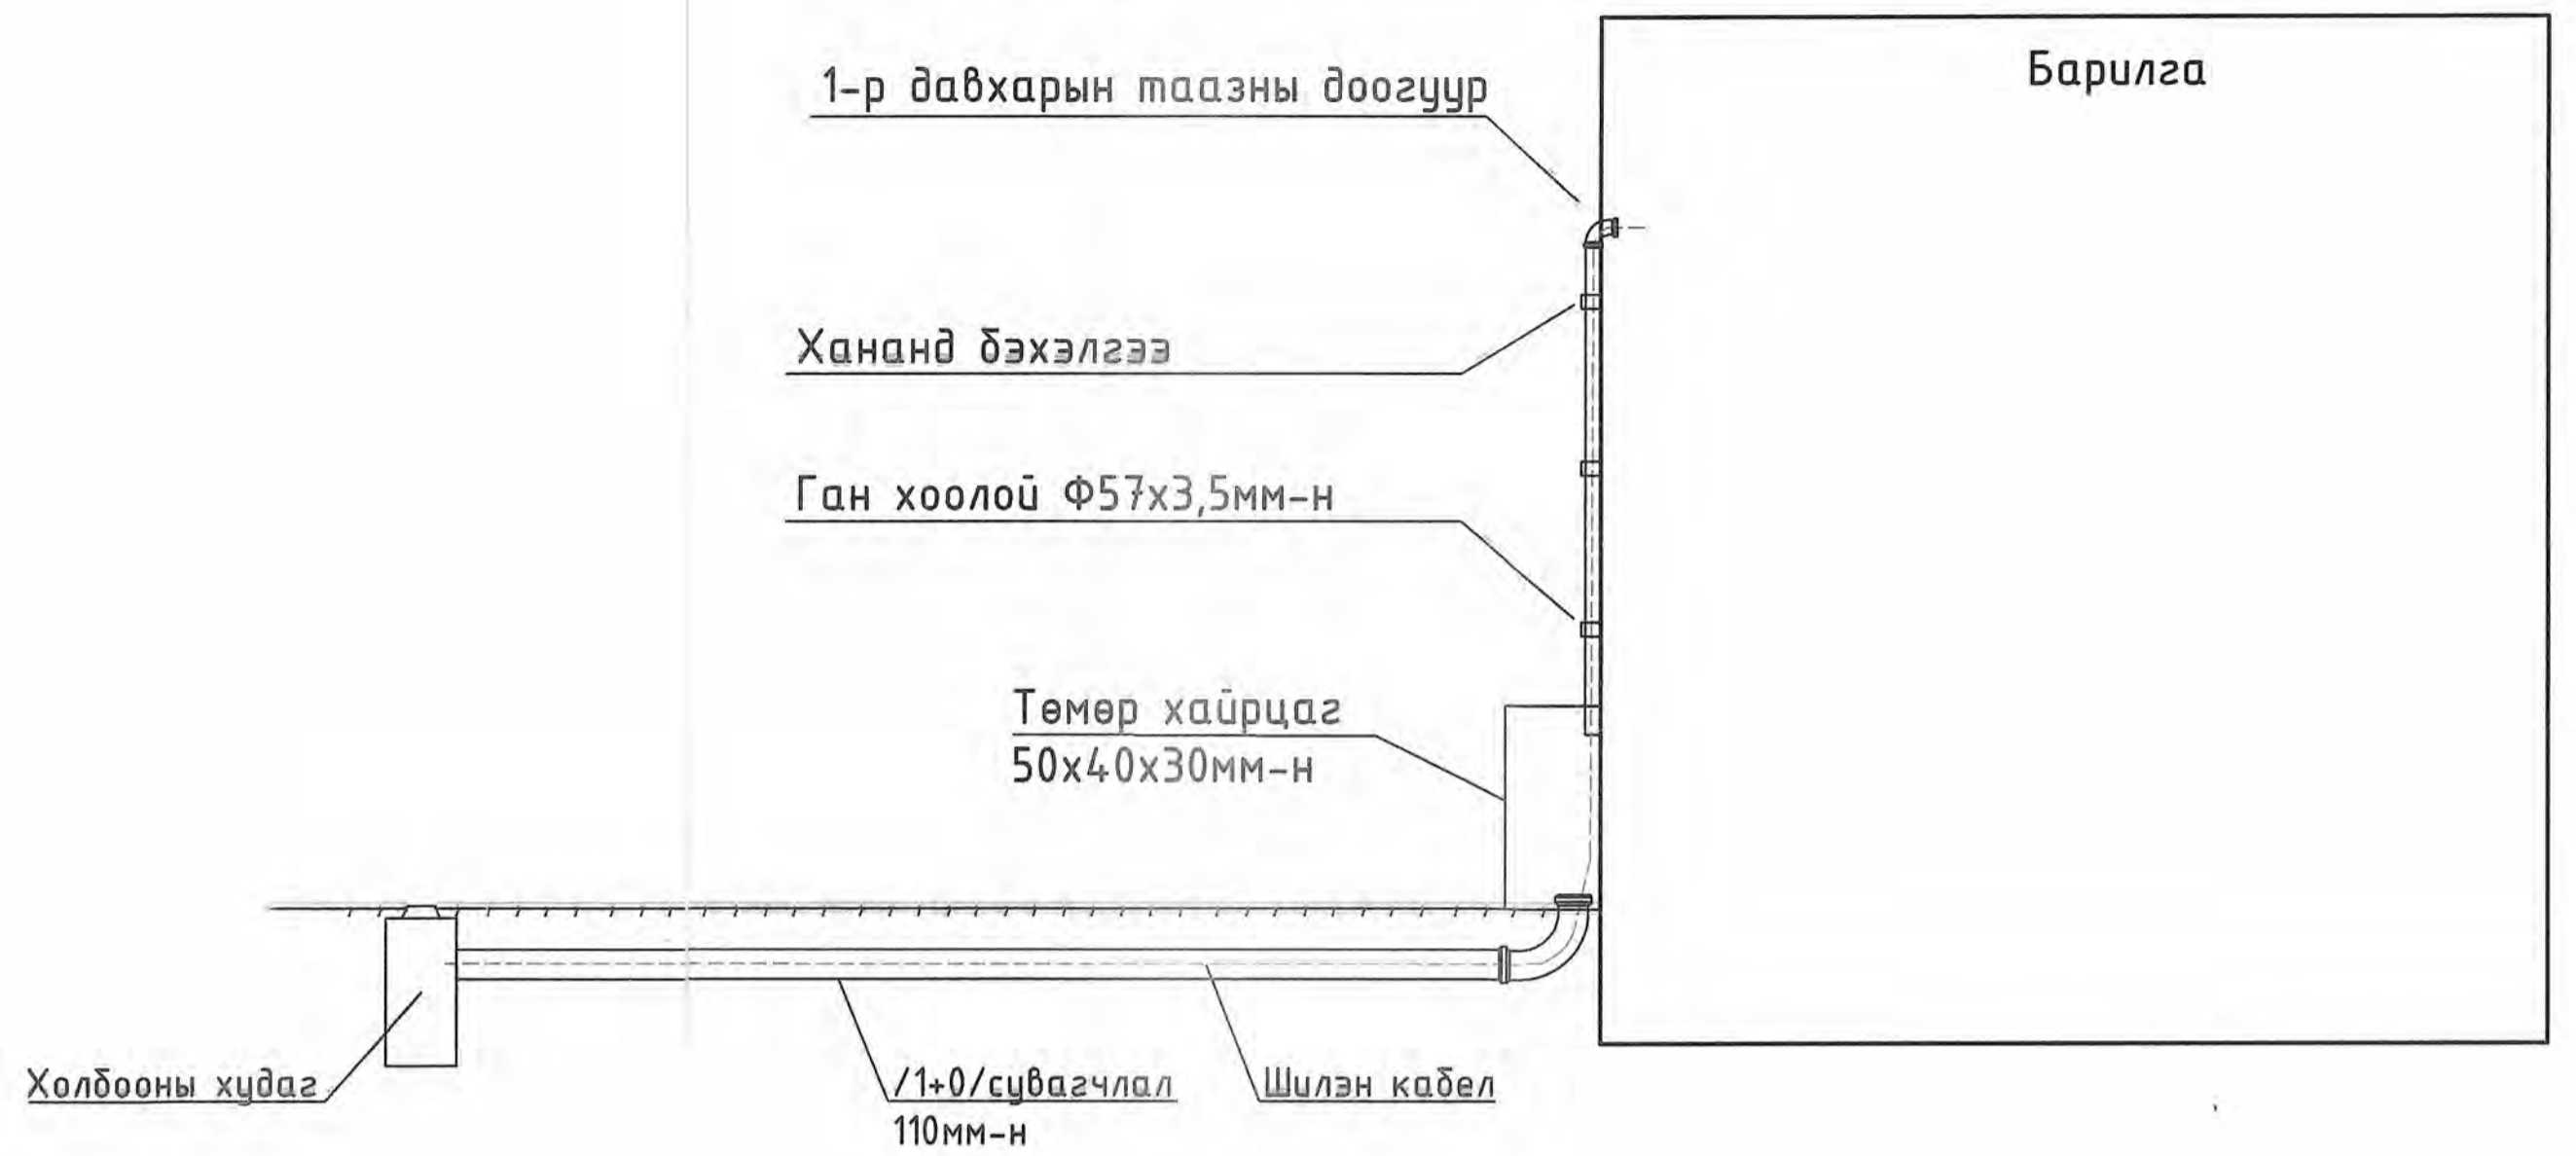 Барилга
1-р давхарын таазны доогуур
Хананд бэхэлгээ
Ган хоолой Ф57х3,5мм-н
Төмөр хайрцаг
50х40х30мм-н
Холбооны худаг
/1+0/сувагчлал
110мм-н
Шилэн кабел